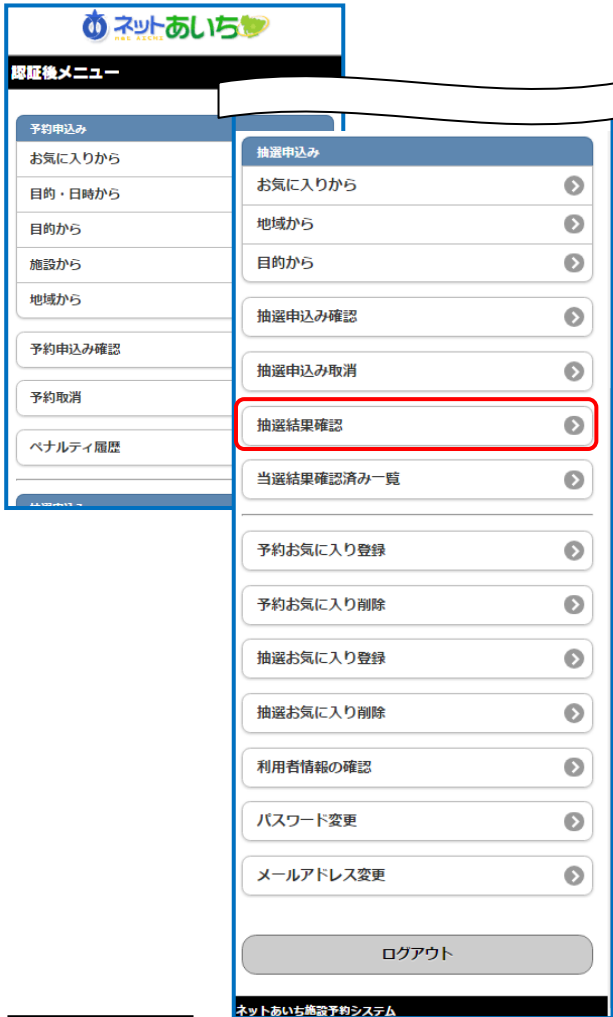 ネットあいち
NET AICHI
認証後メニュー
予約申込み
お気に入りから
目的・日時から
目的から
施設から
地域から
予約申込み確認
予約取消
ペナルティ履歴
抽選申込み
お気に入りから
地域から
目的から
抽選申込み確認
抽選申込み取消
抽選結果確認
当選結果確認済み一覧
予約お気に入り登録
予約お気に入り削除
抽選お気に入り登録
抽選お気に入り削除
利用者情報の確認
パスワード変更
メールアドレス変更
ログアウト
ネットあいち施設予約システム